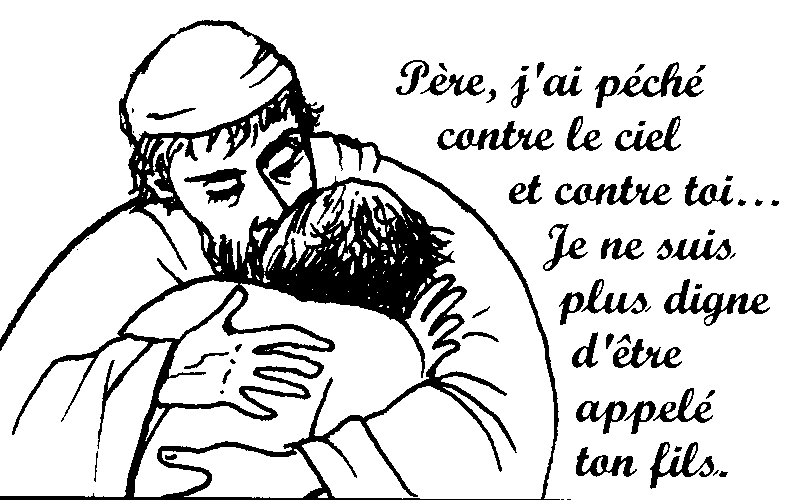 Père, j'ai péché
contre le ciel
et contre toi...
Je ne suis
plus digne
d'être
appelé
ton fils.